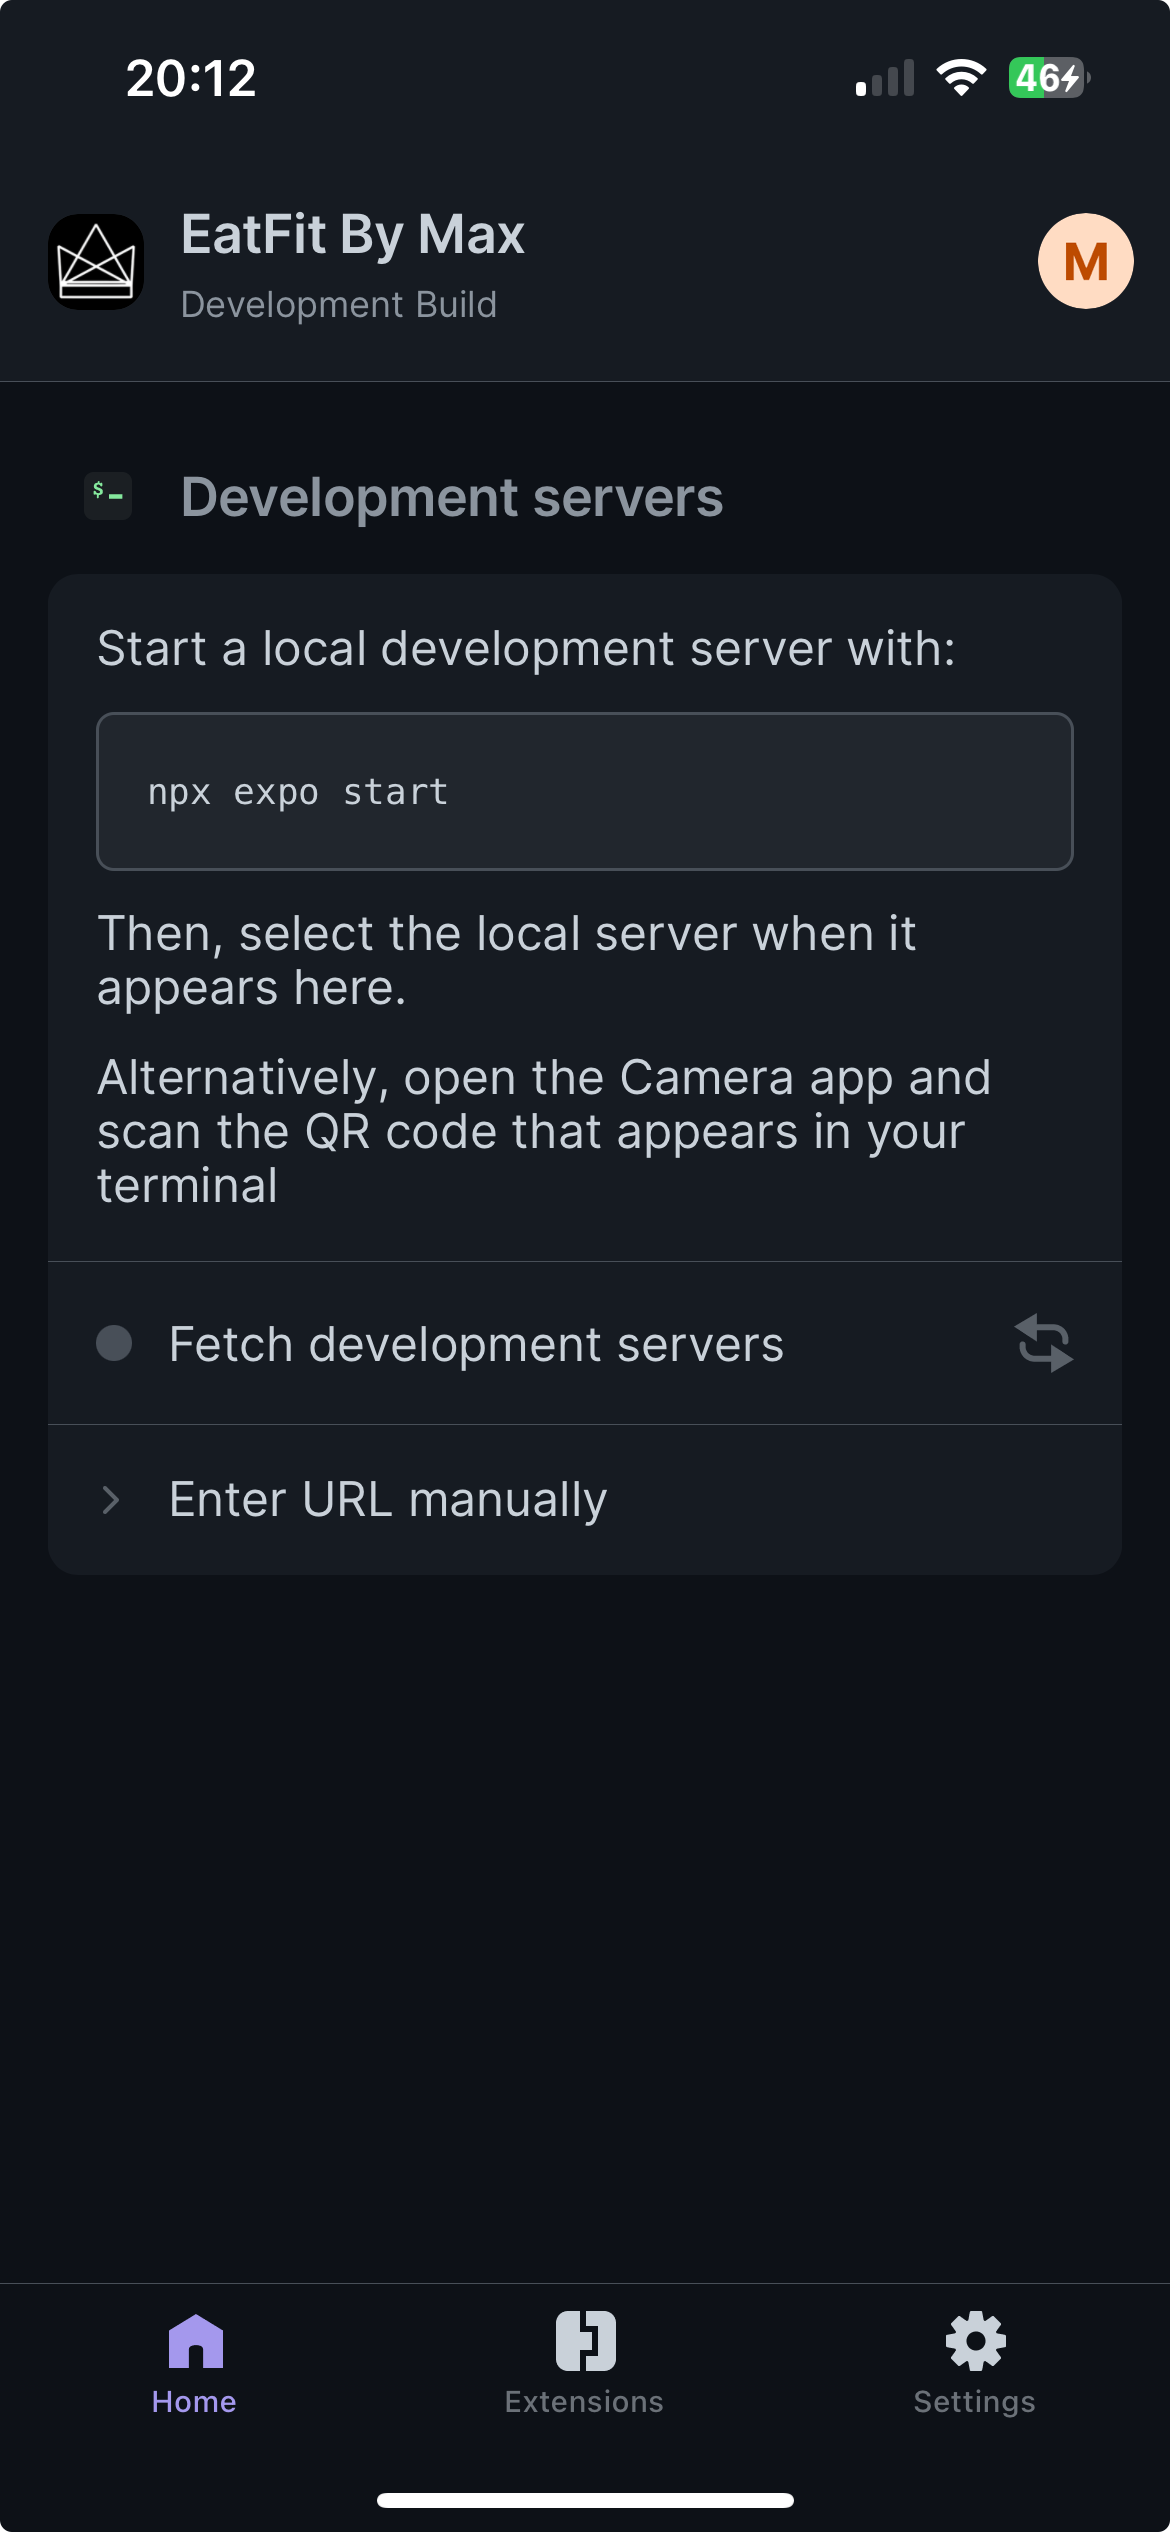 20:12
46
EatFit By Max
Development Build
M
$
Development servers
Start a local development server with:
npx expo start
Then, select the local server when it
appears here.
Alternatively, open the Camera app and
scan the QR code that appears in your
terminal
Fetch development servers
Enter URL manually
Home
Extensions
Settings